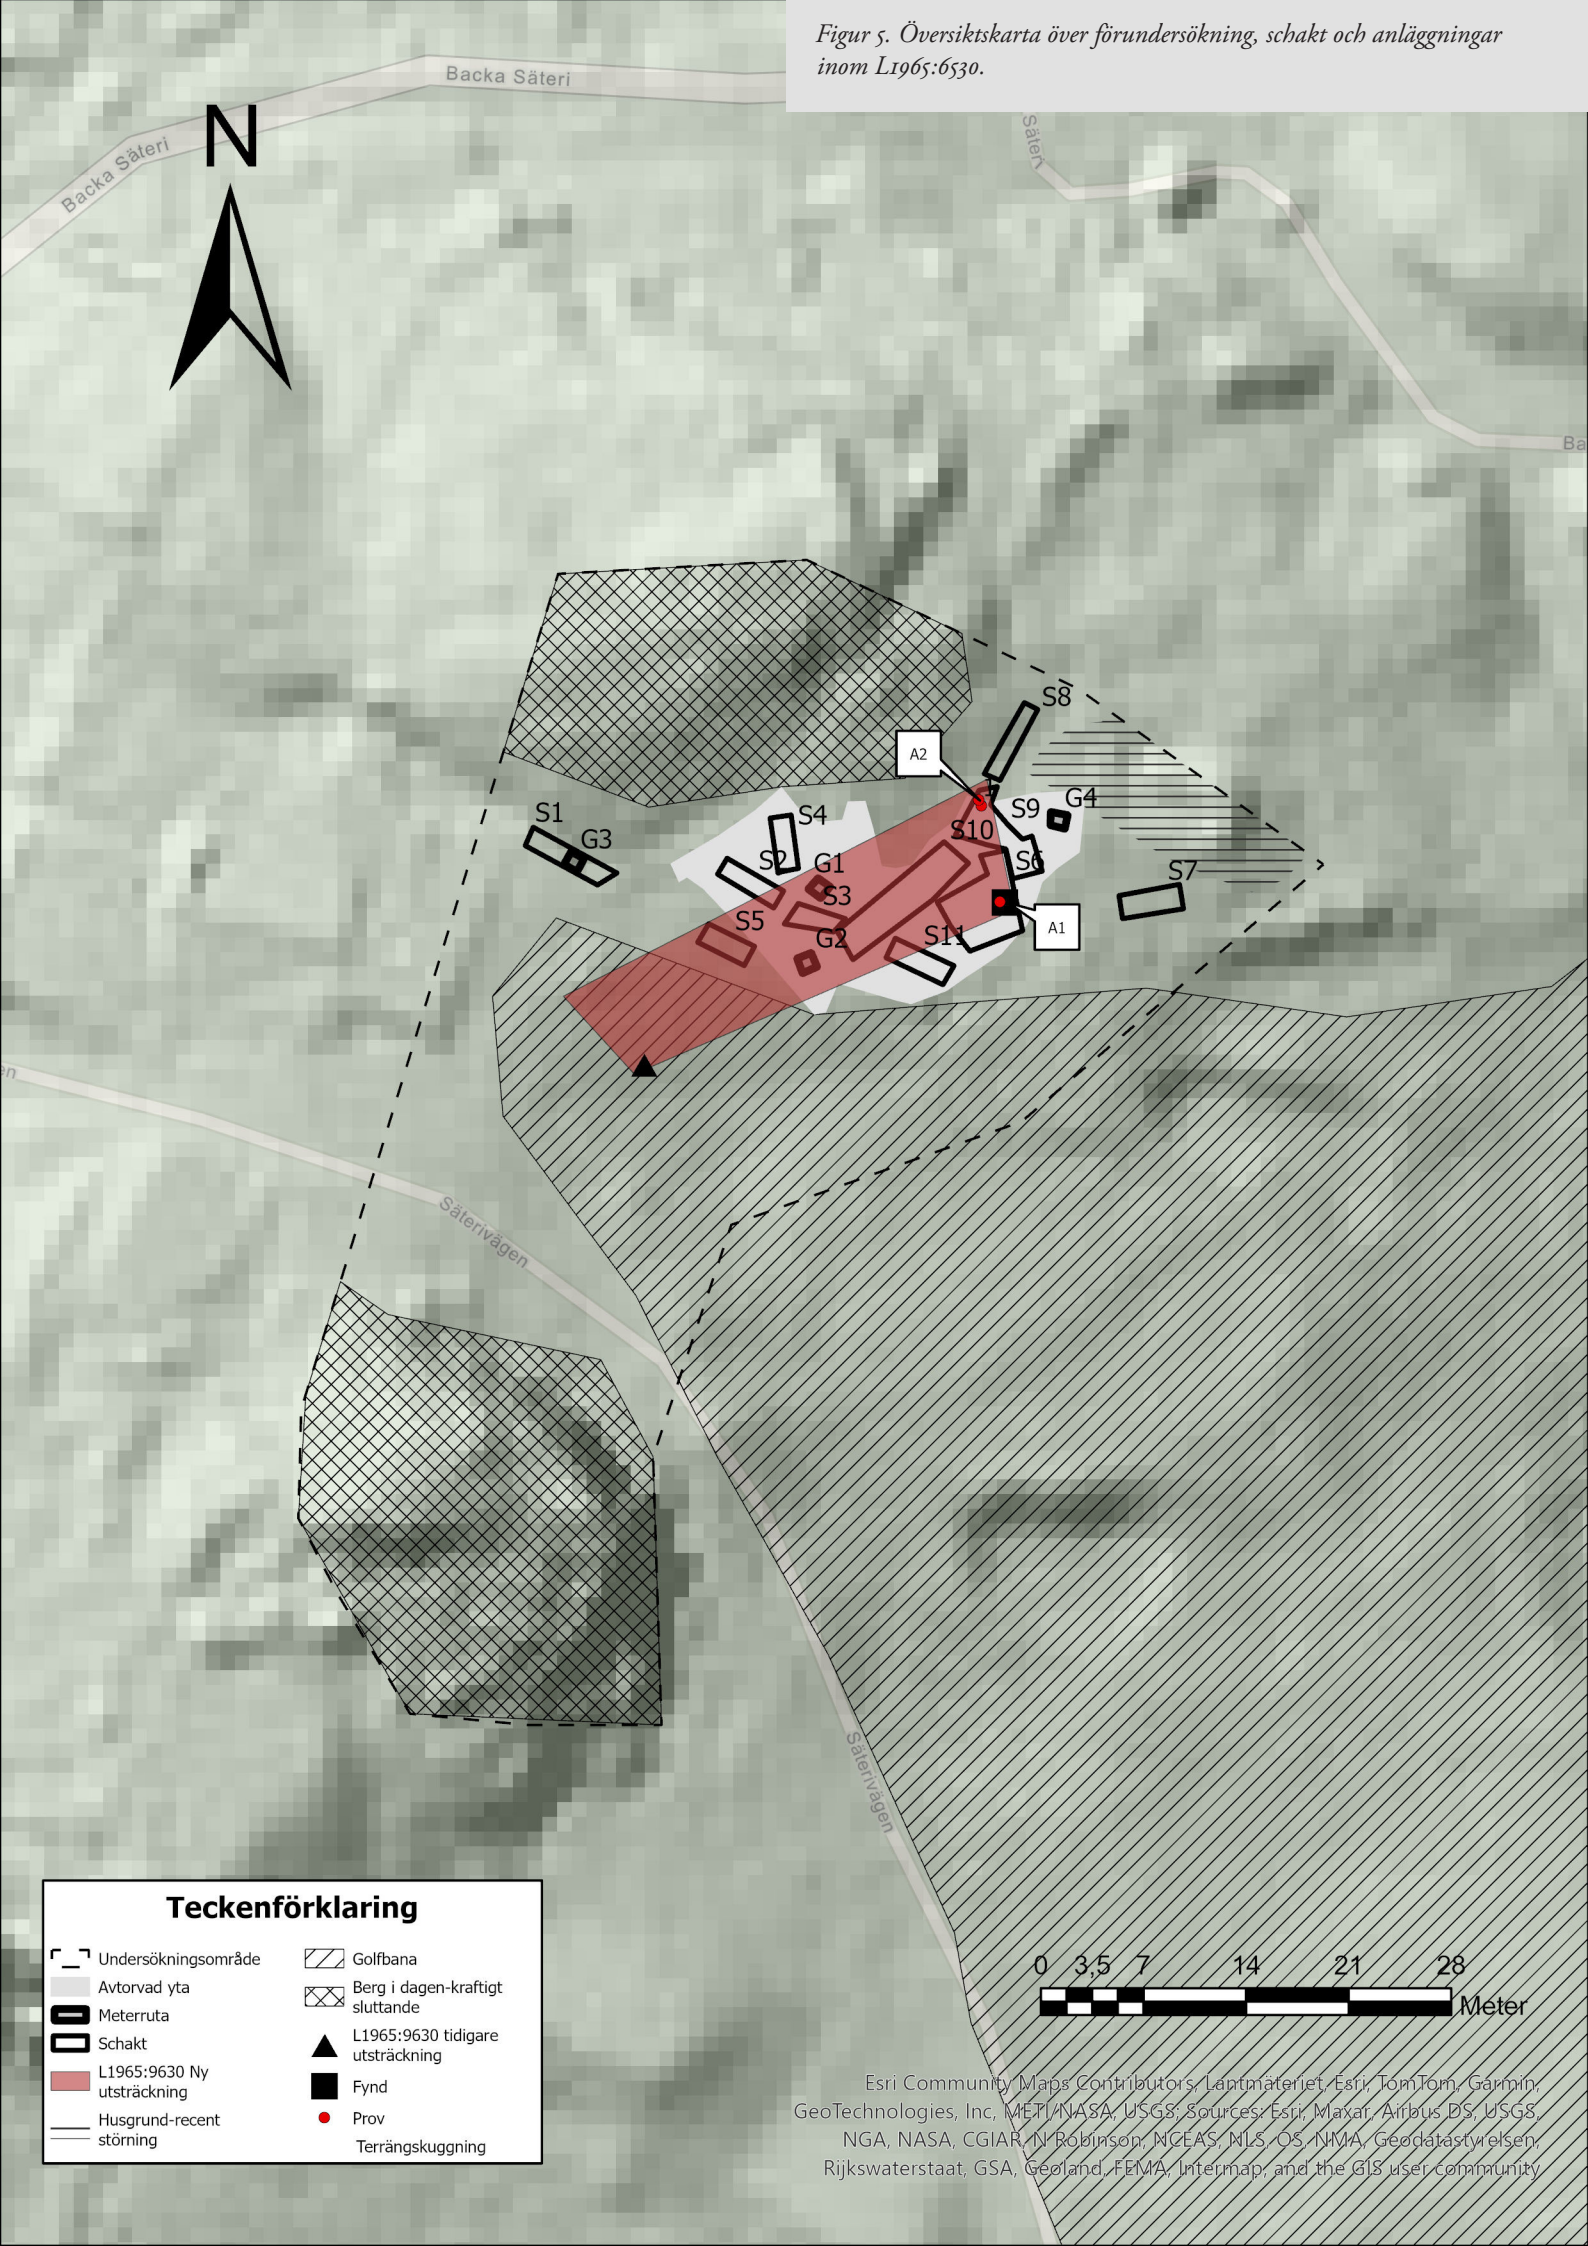 Figur 5. Översiktskarta över förundersökning, schakt och anläggningar
inom L1965:6530.
Backa Säteri
Backa Säteri
Säteri
N
Ba
S8
A2
S9
G4
S10
S1
G3
S4
S2
G1
S3
S6
S7
S5
G2
S11
A1
en
Säterivägen
Säterivägen
Teckenförklaring
Undersökningsområde
Avtorvad yta
Meterruta
Schakt
L1965:9630 Ny
utsträckning
Husgrund-recent
störning
Golfbana
Berg i dagen-kraftigt
sluttande
L1965:9630 tidigare
utsträckning
Fynd
Prov
Terrängskuggning
0 3,5 7 14 21 28
Meter
Esri Community Maps Contributors, Lantmäteriet, Esri, TomTom, Garmin,
GeoTechnologies, Inc, METI/NASA, USGS; Sources: Esri, Maxar, Airbus DS, USGS,
NGA, NASA, CGIAR, N Robinson, NCEAS, NLS, OS, NMA, Geodatastyrelsen,
Rijkswaterstaat, GSA, Geoland, FEMA, Intermap, and the GIS user community